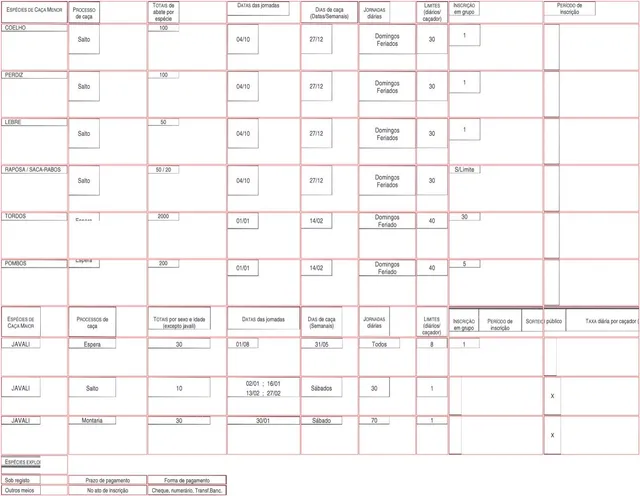 ESPÉCIES DE CAÇA MENOR PROCESSO de caça TOTAIS de abate por espécie DATAS das jornadas DIAS de caça (Datas/Semanais) JORNADAS diárias LIMITES (diários/caçador) INSCRIÇÃO em grupo PERÍODO de inscrição
COELHO Salto 100 04/10 27/12 Domingos Feriados 30 1
PERDIZ Salto 100 04/10 27/12 Domingos Feriados 30 1
LEBRE Salto 50 04/10 27/12 Domingos Feriados 30 1
RAPOSA / SACA-RABOS Salto 50 / 20 04/10 27/12 Domingos Feriados 30 S/Limite
TORDOS Espera 2000 01/01 14/02 Domingos Feriado 40 30
POMBOS Espera 200 01/01 14/02 Domingos Feriado 40 5
ESPÉCIES DE CAÇA MAIOR PROCESSOS de caça TOTAIS por sexo e idade (excepto javali) DATAS das jornadas DIAS de caça (Semanais) JORNADAS diárias LIMITES (diários/caçador) INSCRIÇÃO em grupo PERÍODO de inscrição SORTEIO público TAXA diária por caçador
JAVALI Espera 30 01/08 31/05 Todos 8 1
JAVALI Salto 10 02/01 ; 16/01 13/02 ; 27/02 Sábados 30 1 X
JAVALI Montaria 30 30/01 Sábado 70 1 X
ESPÉCIES EXPLO
Sob registo Prazo de pagamento Forma de pagamento
Outros meios No ato de inscrição Cheque, numerário, Transf.Banc.